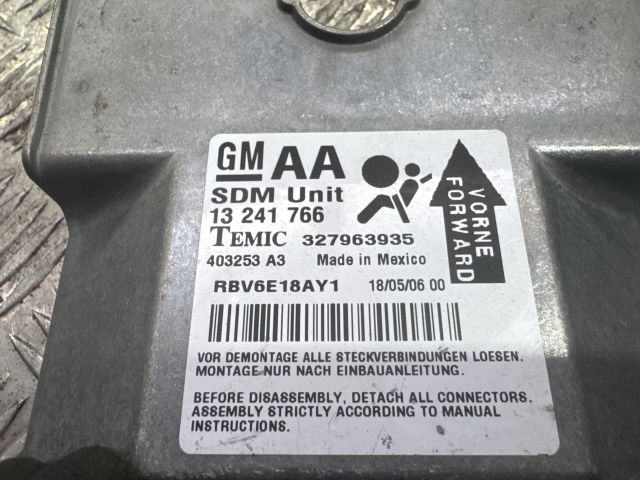 GM AA
SDM Unit
13 241 766
TEMIC 327963935
403253 A3 Made in Mexico
RBV6E18AY1 18/05/06 00
VORNE
FORWARD
VOR DEMONTAGE ALLE STECKVERBINDUNGEN LOESEN.
MONTAGE NUR NACH EINBAUANLEITUNG.
BEFORE DISASSEMBLY, DETACH ALL CONNECTORS.
ASSEMBLY STRICTLY ACCORDING TO MANUAL
INSTRUCTIONS.